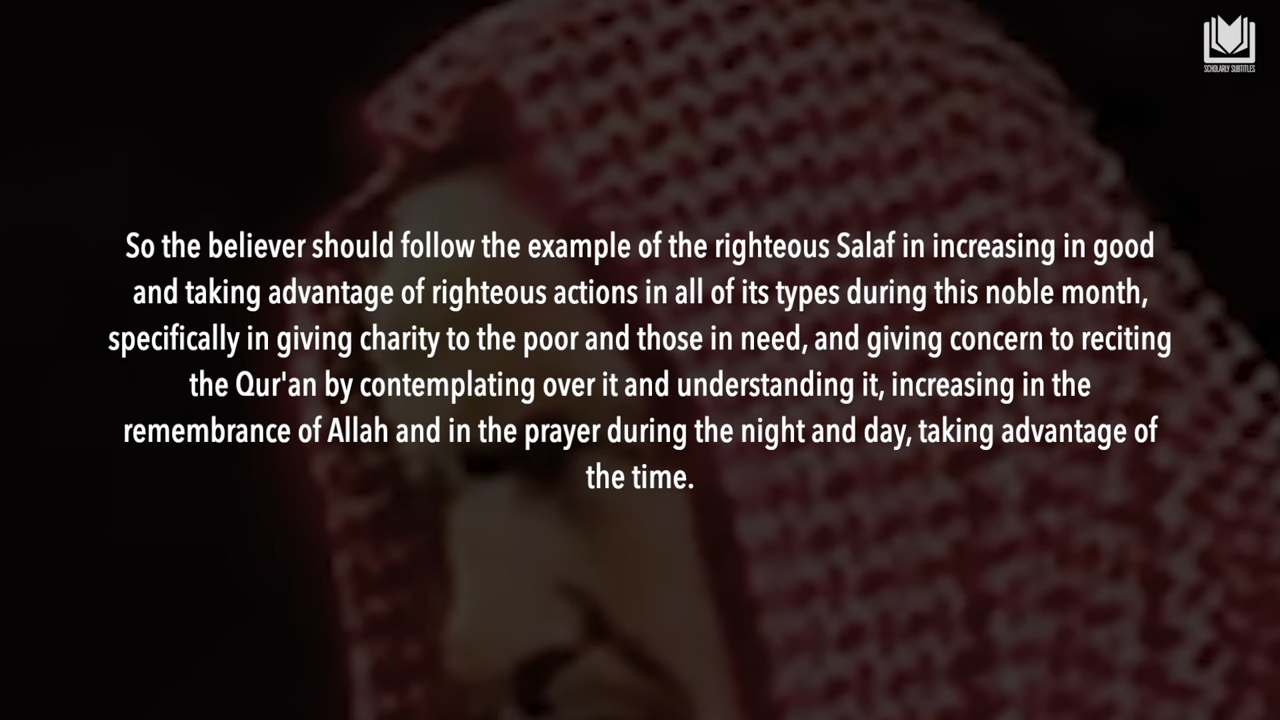 SCHOLARLY SUBTITLES
So the believer should follow the example of the righteous Salaf in increasing in good
and taking advantage of righteous actions in all of its types during this noble month,
specifically in giving charity to the poor and those in need, and giving concern to reciting
the Qur'an by contemplating over it and understanding it, increasing in the
remembrance of Allah and in the prayer during the night and day, taking advantage of
the time.